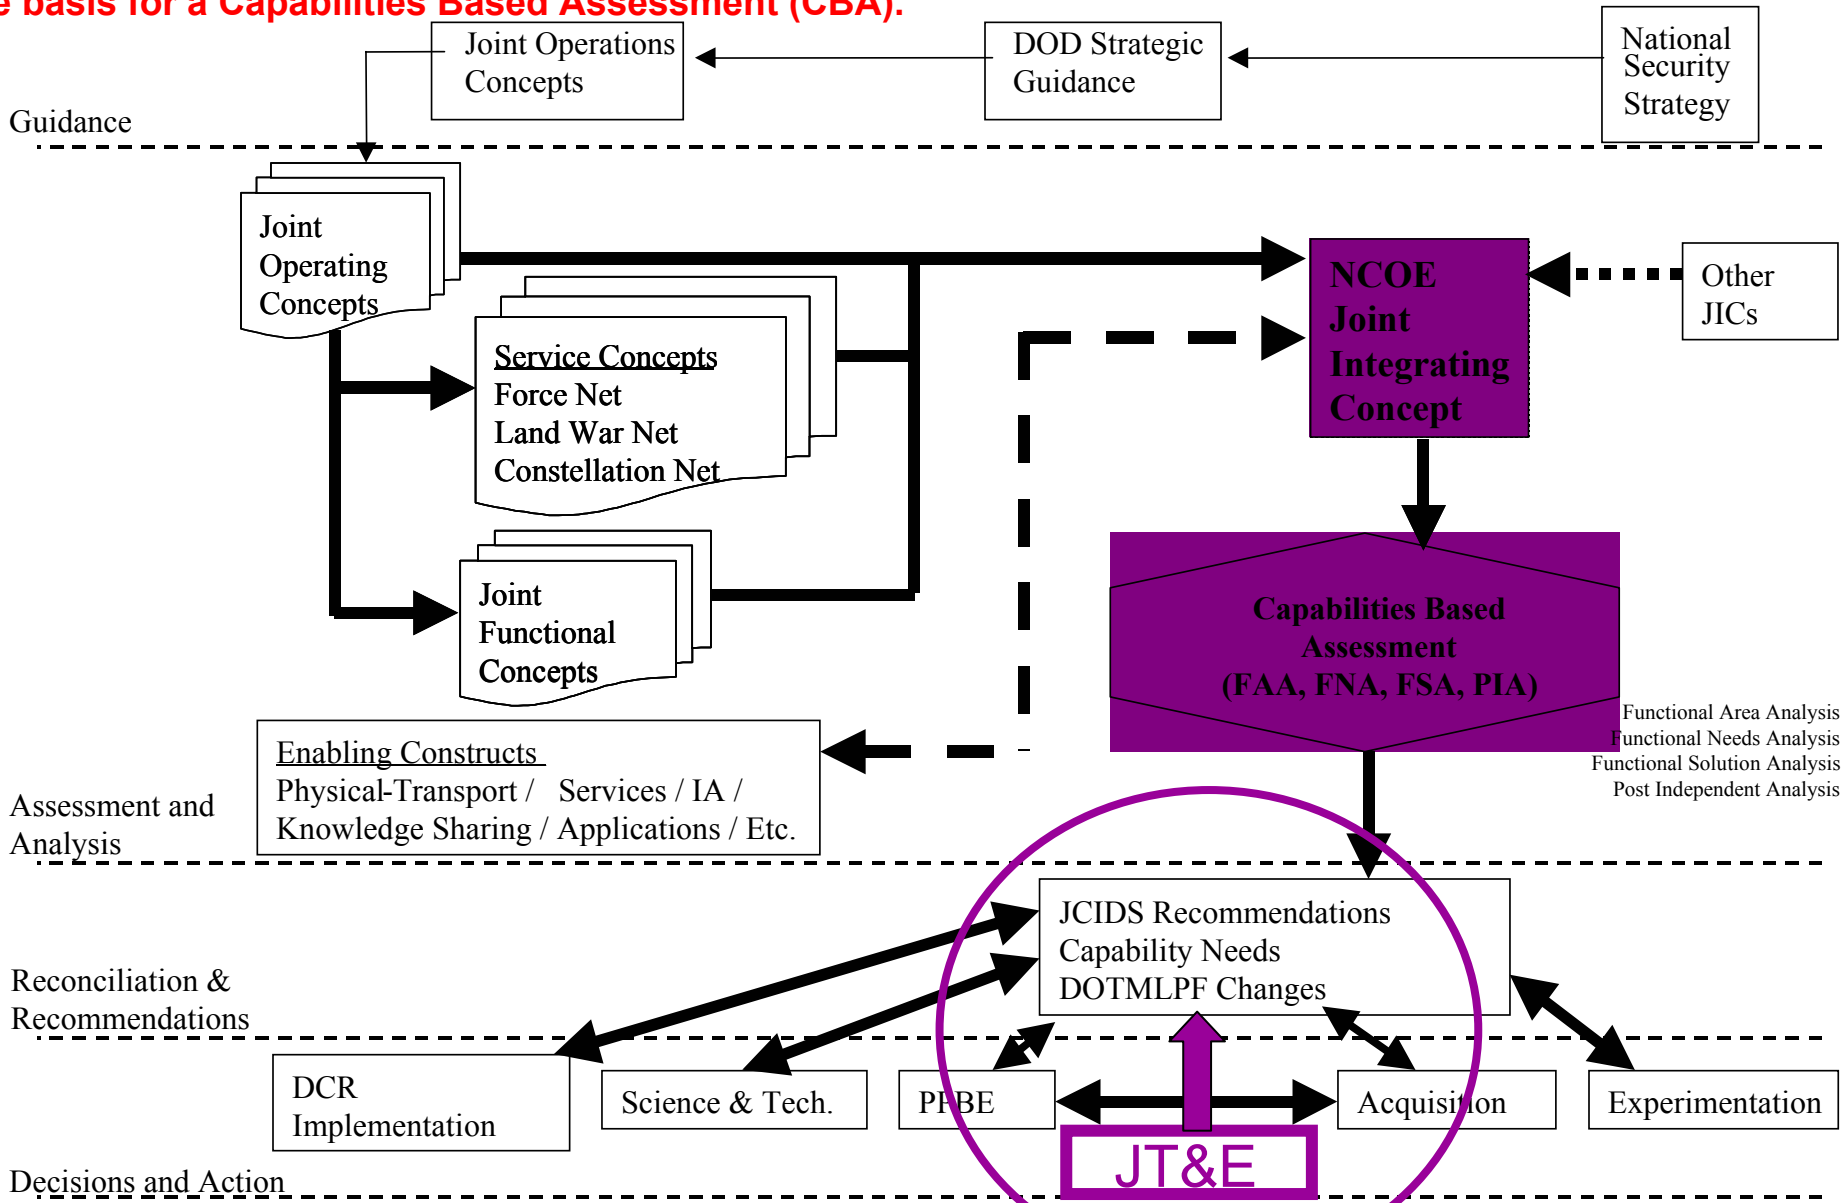 e basis for a Capabilities Based Assessment (CBA).
Joint Operations
Concepts
DOD Strategic
Guidance
National
Security
Strategy
Guidance
Joint
Operating
Concepts
Service Concepts
Force Net
Land War Net
Constellation Net
Joint
Functional
Concepts
NCOE
Joint
Integrating
Concept
Other
JICs
Capabilities Based
Assessment
(FAA, FNA, FSA, PIA)
Functional Area Analysis
Functional Needs Analysis
Functional Solution Analysis
Post Independent Analysis
Enabling Constructs
Physical-Transport / Services / IA /
Knowledge Sharing / Applications / Etc.
Assessment and
Analysis
JCIDS Recommendations
Capability Needs
DOTMLPF Changes
Reconciliation &
Recommendations
DCR
Implementation
Science & Tech.
PPBE
Acquisition
Experimentation
JT&E
Decisions and Action